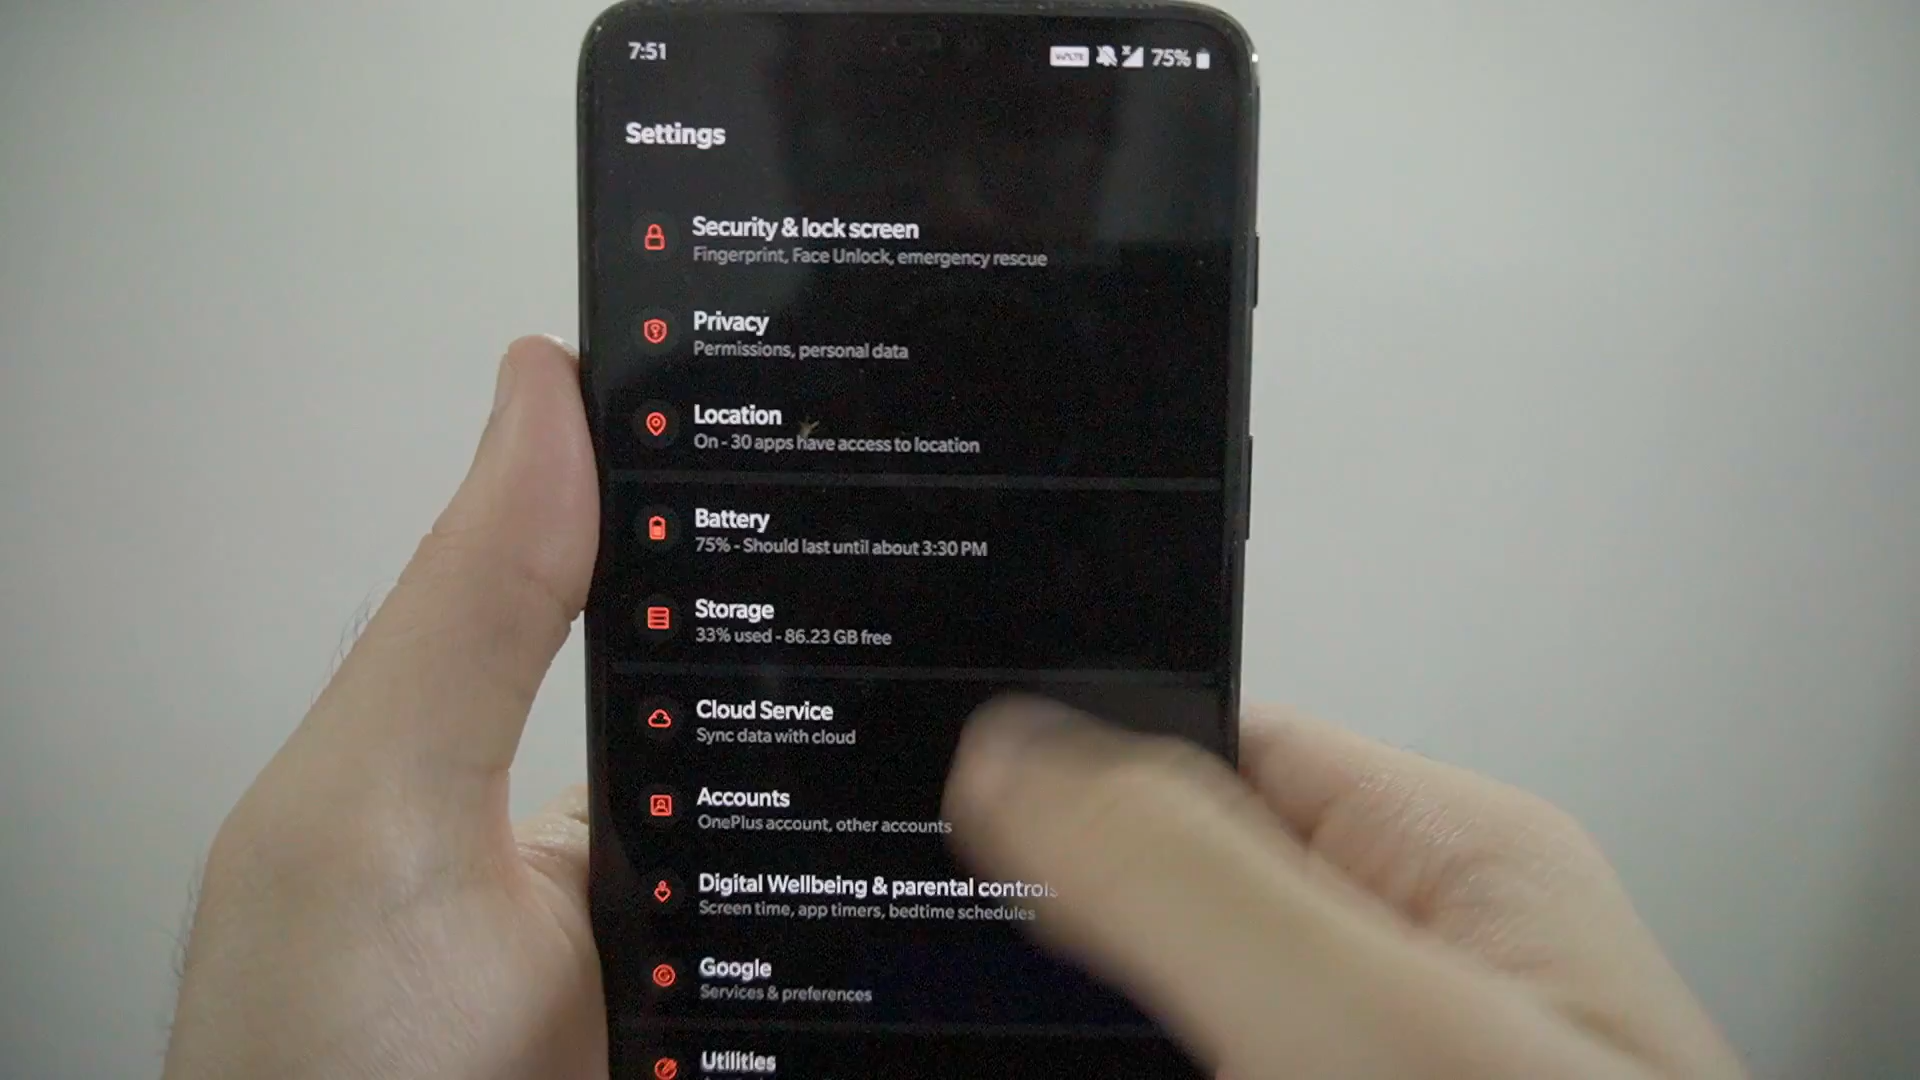 7:51
VoLTE 75%
Settings
Security & lock screen
Fingerprint, Face Unlock, emergency rescue
Privacy
Permissions, personal data
Location
On - 30 apps have access to location
Battery
75% - Should last until about 3:30 PM
Storage
33% used - 86.23 GB free
Cloud Service
Sync data with cloud
Accounts
OnePlus account, other accounts
Digital Wellbeing & parental controls
Screen time, app timers, bedtime schedules
Google
Services & preferences
Utilities